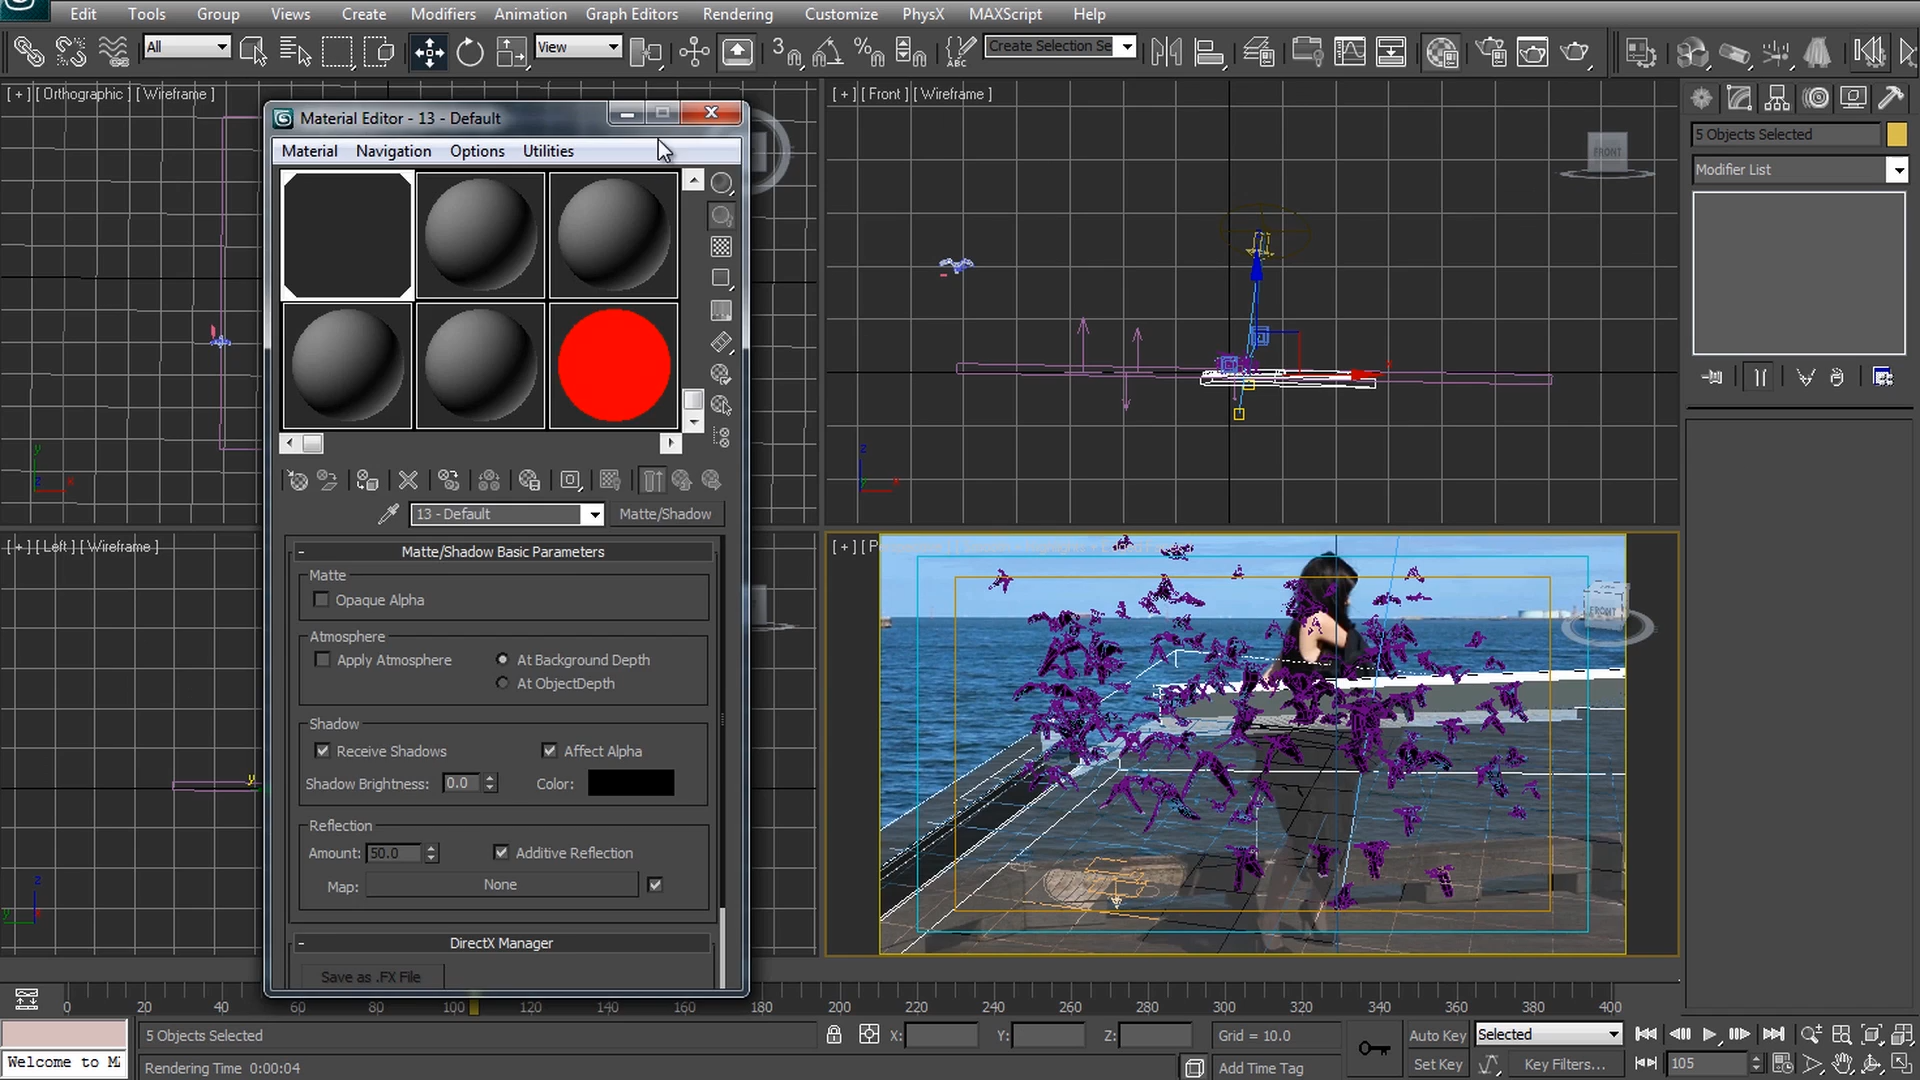 Edit Tools Group Views Create Modifiers Animation Graph Editors Rendering Customize PhysX MAXScript Help
All View 3 Create Selection Se
ABC
[ + ] [ Orthographic ] [ Wireframe ]
[ + ] [ Front ] [ Wireframe ]
FRONT
5 Objects Selected
Modifier List
Material Editor - 13 - Default
Material Navigation Options Utilities
13 - Default Matte/Shadow
- Matte/Shadow Basic Parameters
Matte
Opaque Alpha
Atmosphere
Apply Atmosphere At Background Depth
At ObjectDepth
Shadow
Receive Shadows Affect Alpha
Shadow Brightness: 0.0 Color:
Reflection
Amount: 50.0 Additive Reflection
Map: None
- DirectX Manager
Save as .FX File
[ + ] [ Left ] [ Wireframe ]
[ + ] [ P
FRONT
x y z
0 20 40 60 80 100 120 140 160 180 200 220 240 260 280 300 320 340 360 380 400
5 Objects Selected X: Y: Z: Grid = 10.0 Auto Key Selected
Welcome to M
Rendering Time 0:00:04 Add Time Tag Set Key Key Filters... 105